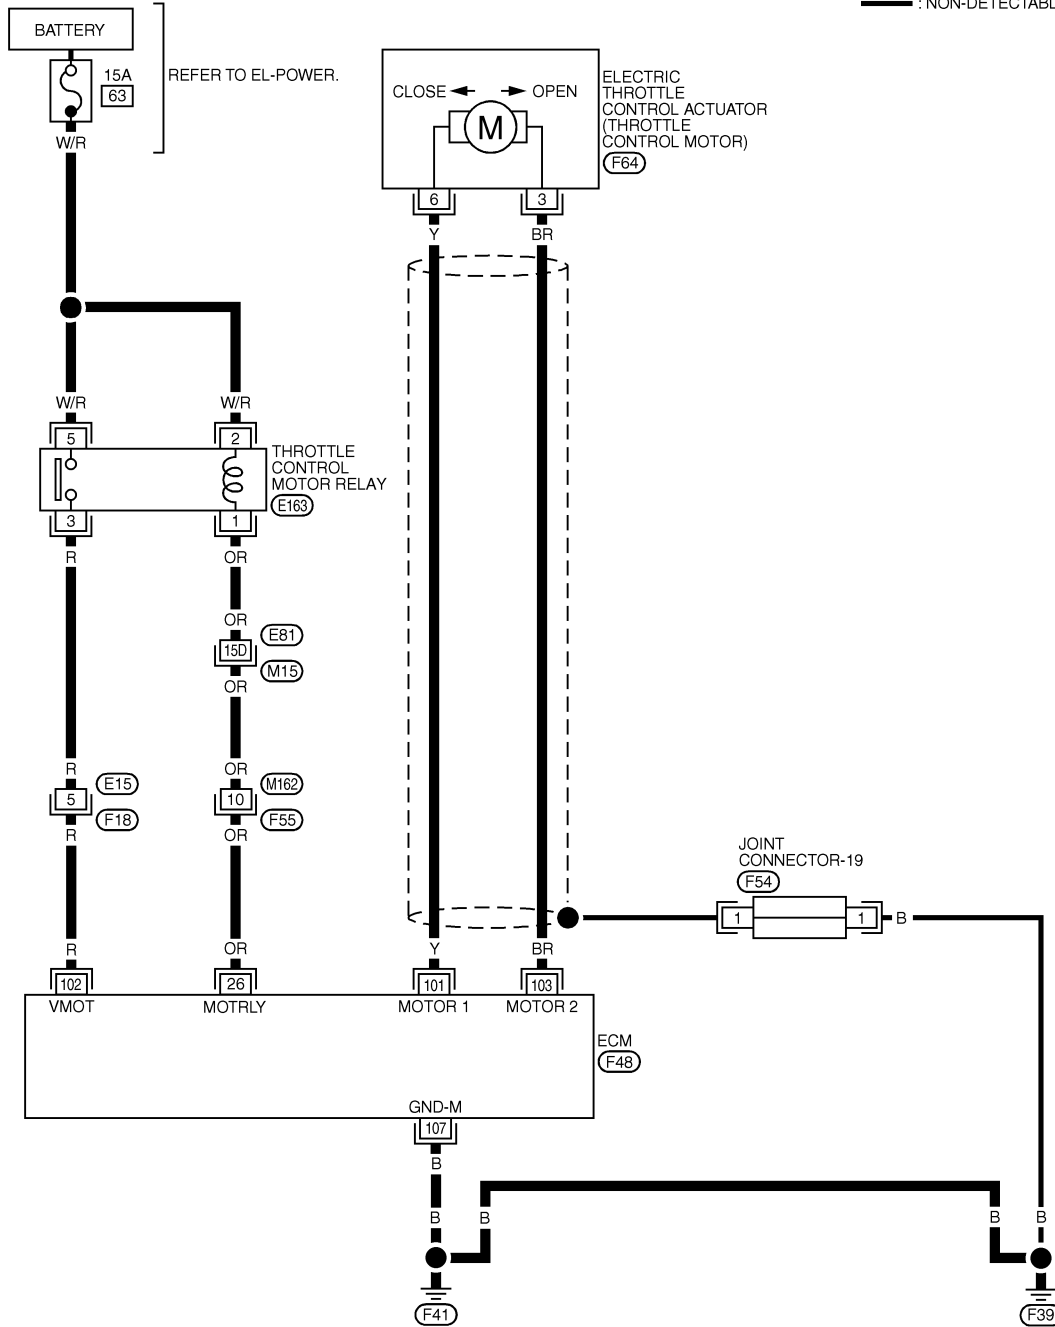 : NON-DETECTABL
BATTERY
15A
63
REFER TO EL-POWER.
W/R
CLOSE
OPEN
M
ELECTRIC
THROTTLE
CONTROL ACTUATOR
(THROTTLE
CONTROL MOTOR)
F64
6
3
Y
BR
W/R
W/R
5
2
THROTTLE
CONTROL
MOTOR RELAY
E163
3
1
R
OR
OR
15D
E81
M15
OR
R
OR
5
E15
F18
10
M162
F55
R
OR
JOINT
CONNECTOR-19
F54
1
1
B
R
OR
Y
BR
102
26
101
103
VMOT
MOTRLY
MOTOR 1
MOTOR 2
ECM
F48
GND-M
107
B
B
B
B
B
F41
F39